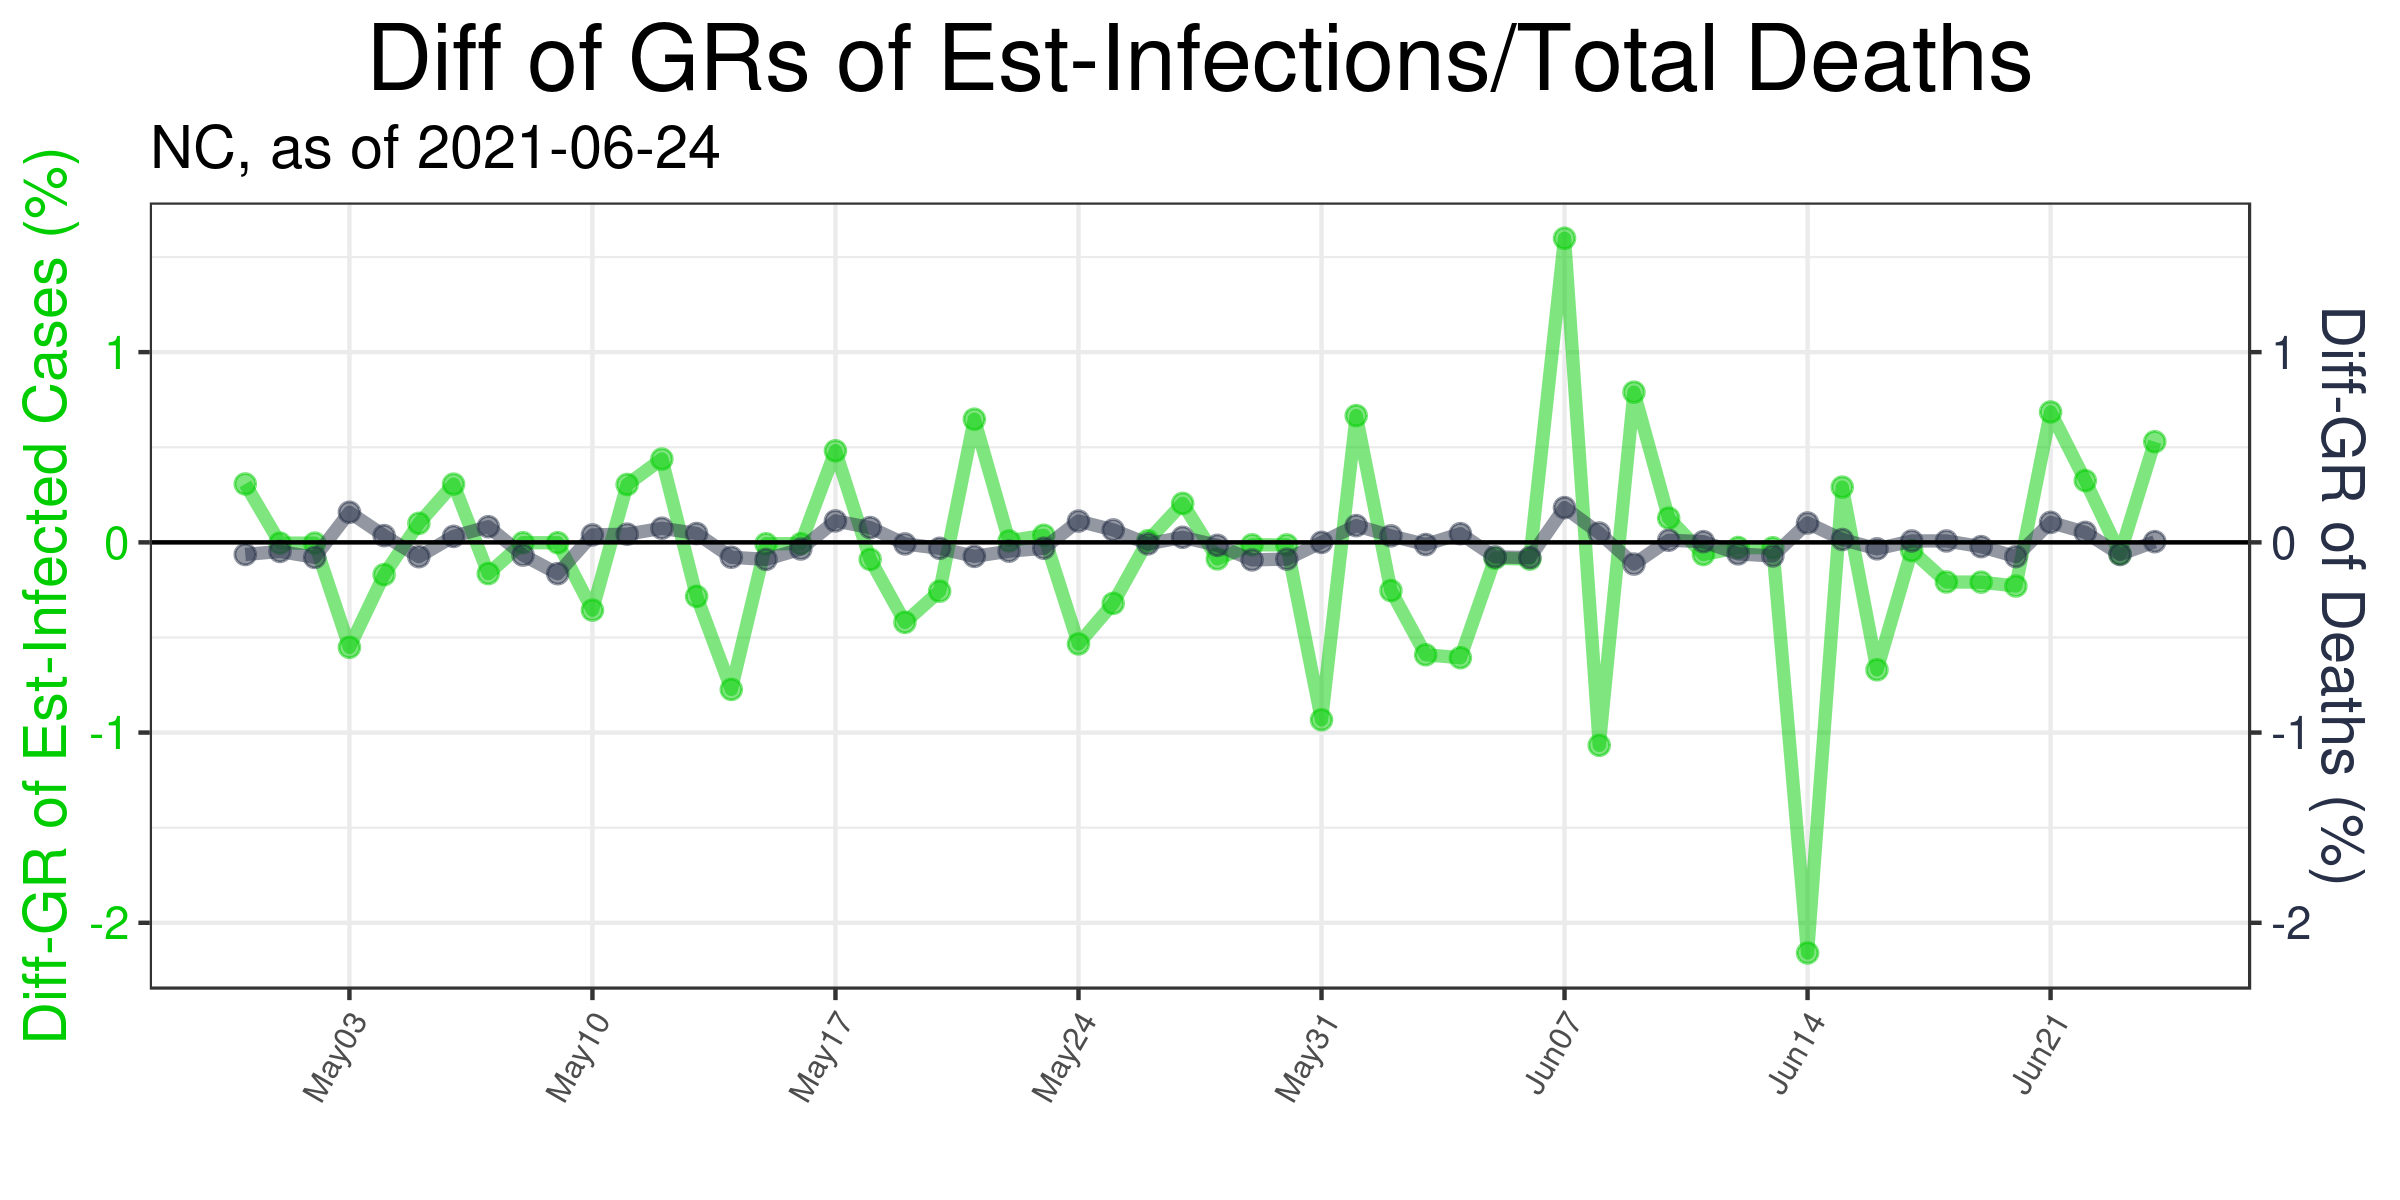 Diff of GRs of Est-Infections/Total Deaths
NC, as of 2021-06-24
Diff-GR of Est-Infected Cases (%)
1
0
-1
-2
1
0
-1
-2
Diff-GR of Deaths (%)
May03
May10
May17
May24
May31
Jun07
Jun14
Jun21